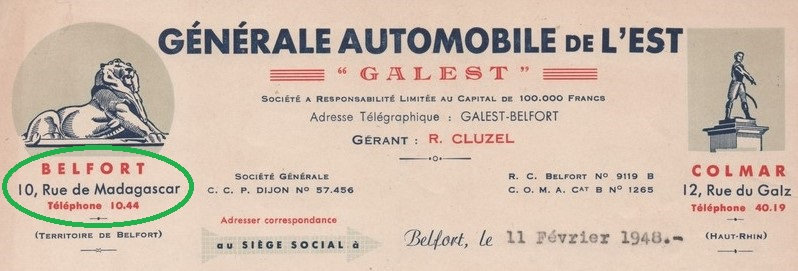 GÉNÉRALE AUTOMOBILE DE L'EST
" GALEST "
SOCIÉTÉ A RESPONSABILITÉ LIMITÉE AU CAPITAL DE 100.000 FRANCS
Adresse Télégraphique : GALEST-BELFORT
GÉRANT : R. CLUZEL
BELFORT
10, Rue de Madagascar
Téléphone 10.44
(TERRITOIRE DE BELFORT)
SOCIÉTÉ GÉNÉRALE
C. C. P. DIJON Nº 57.456
R. C. BELFORT Nº 9119 B
C. O. M. A. CAT B Nº 1265
COLMAR
12, Rue du Galz
Téléphone 40.19
(HAUT-RHIN)
Adresser correspondance
au SIÈGE SOCIAL à
Belfort, le 11 Février 1948.-